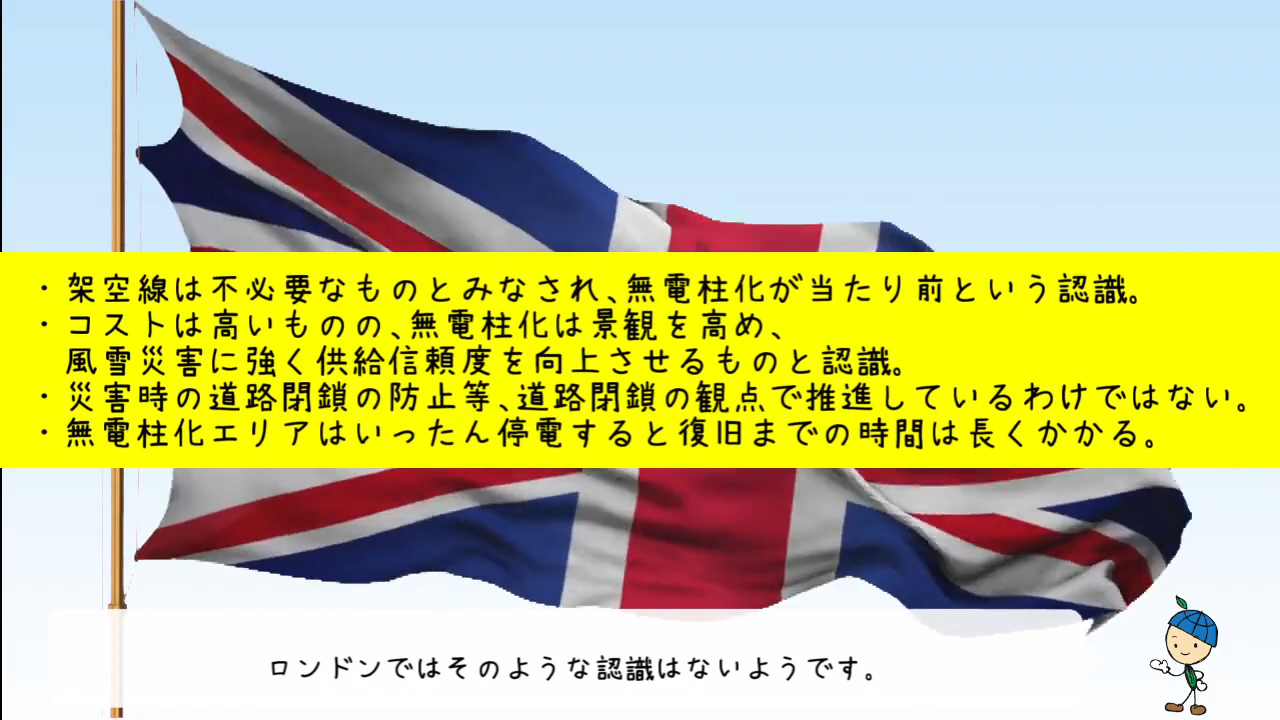 ・架空線は不必要なものとみなされ、無電柱化が当たり前という認識。
・コストは高いものの、無電柱化は景観を高め、
風雪災害に強く供給信頼度を向上させるものと認識。
・災害時の道路閉鎖の防止等、道路閉鎖の観点で推進しているわけではない。
・無電柱化エリアはいったん停電すると復旧までの時間は長くかかる。
ロンドンではそのような認識はないようです。